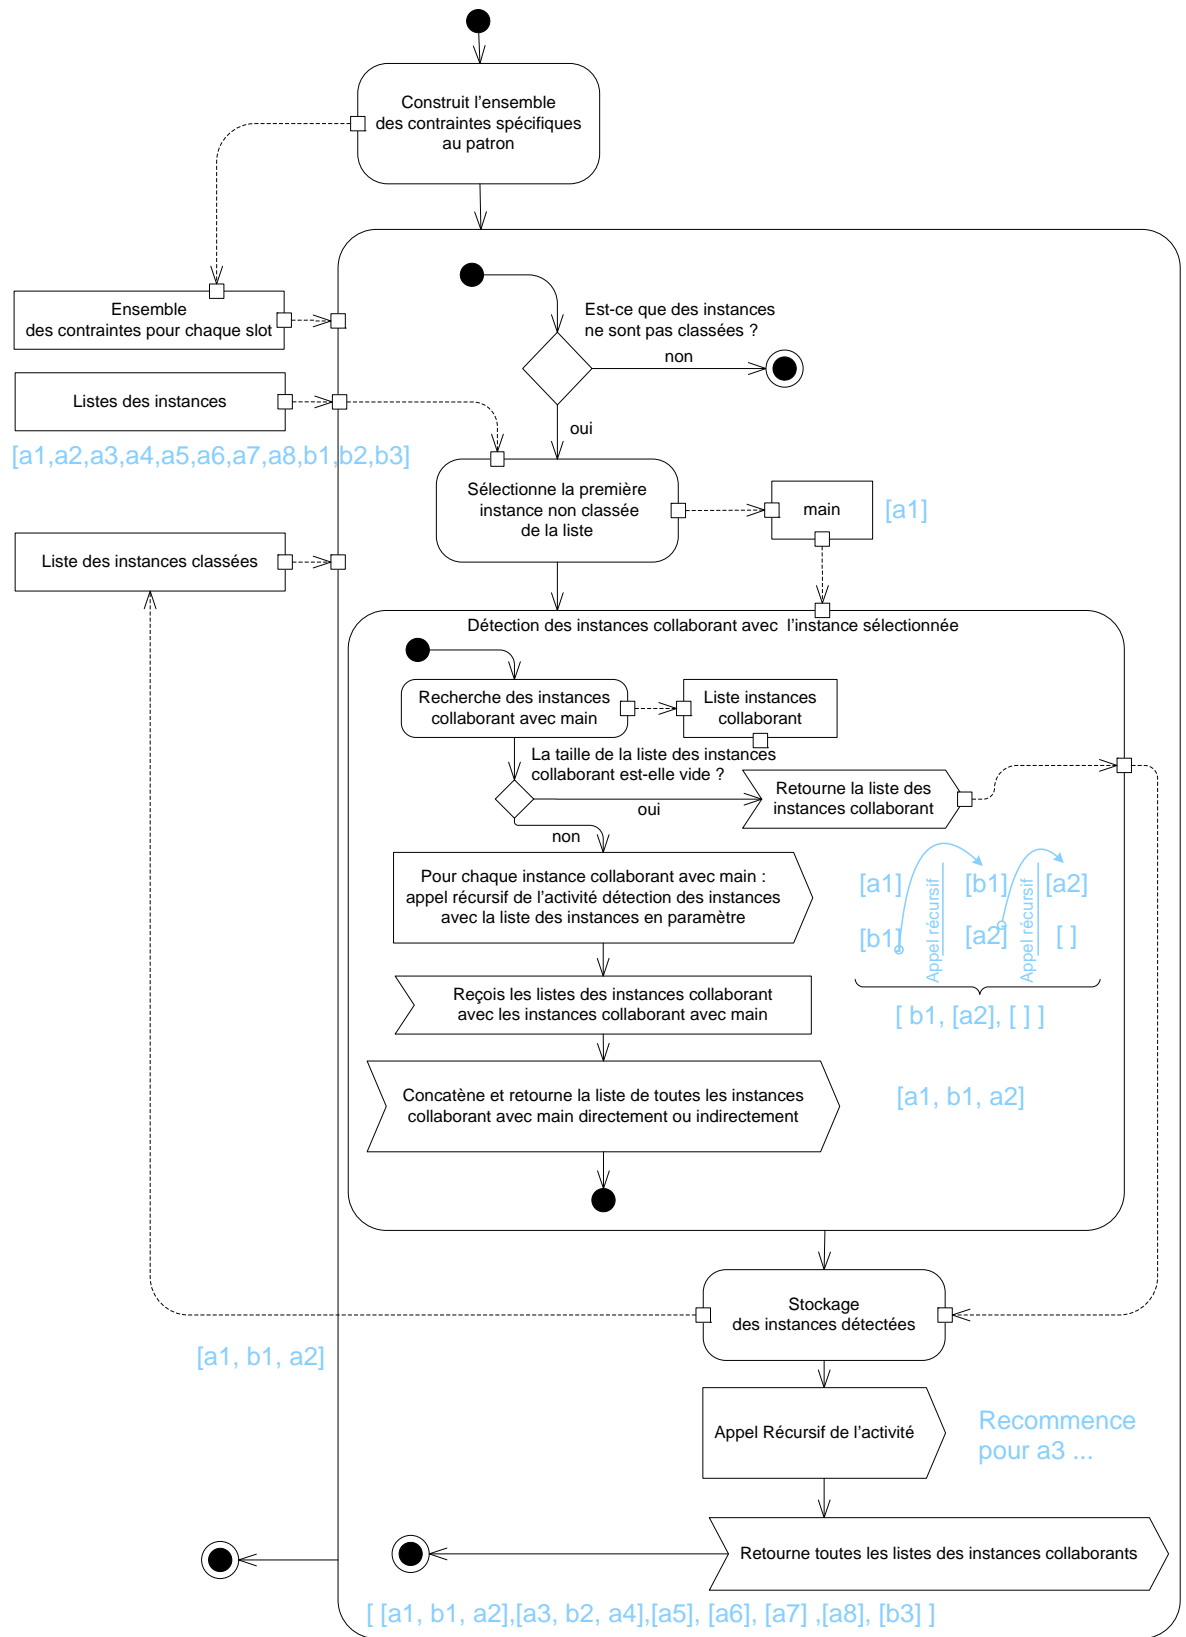 Construit l'ensemble
des contraintes spécifiques
au patron
Ensemble
des contraintes pour chaque slot
Est-ce que des instances
ne sont pas classées ?
non
Listes des instances
oui
[a1,a2,a3,a4,a5,a6,a7,a8,b1,b2,b3]
Sélectionne la première
instance non classée
de la liste
main
[a1]
Liste des instances classées
Détection des instances collaborant avec l'instance sélectionnée
Recherche des instances
collaborant avec main
Liste instances
collaborant
La taille de la liste des instances
collaborant est-elle vide ?
Retourne la liste des
instances collaborant
oui
non
Pour chaque instance collaborant avec main :
appel récursif de l'activité détection des instances
avec la liste des instances en paramètre
[a1]
[b1]
Appel récursif
[b1]
[a2]
Appel récursif
[a2]
[ ]
Reçois les listes des instances collaborant
avec les instances collaborant avec main
[ b1, [a2], [ ] ]
Concatène et retourne la liste de toutes les instances
collaborant avec main directement ou indirectement
[a1, b1, a2]
Stockage
des instances détectées
[a1, b1, a2]
Appel Récursif de l'activité
Recommence
pour a3 ...
Retourne toutes les listes des instances collaborants
[ [a1, b1, a2],[a3, b2, a4],[a5], [a6], [a7] ,[a8], [b3] ]